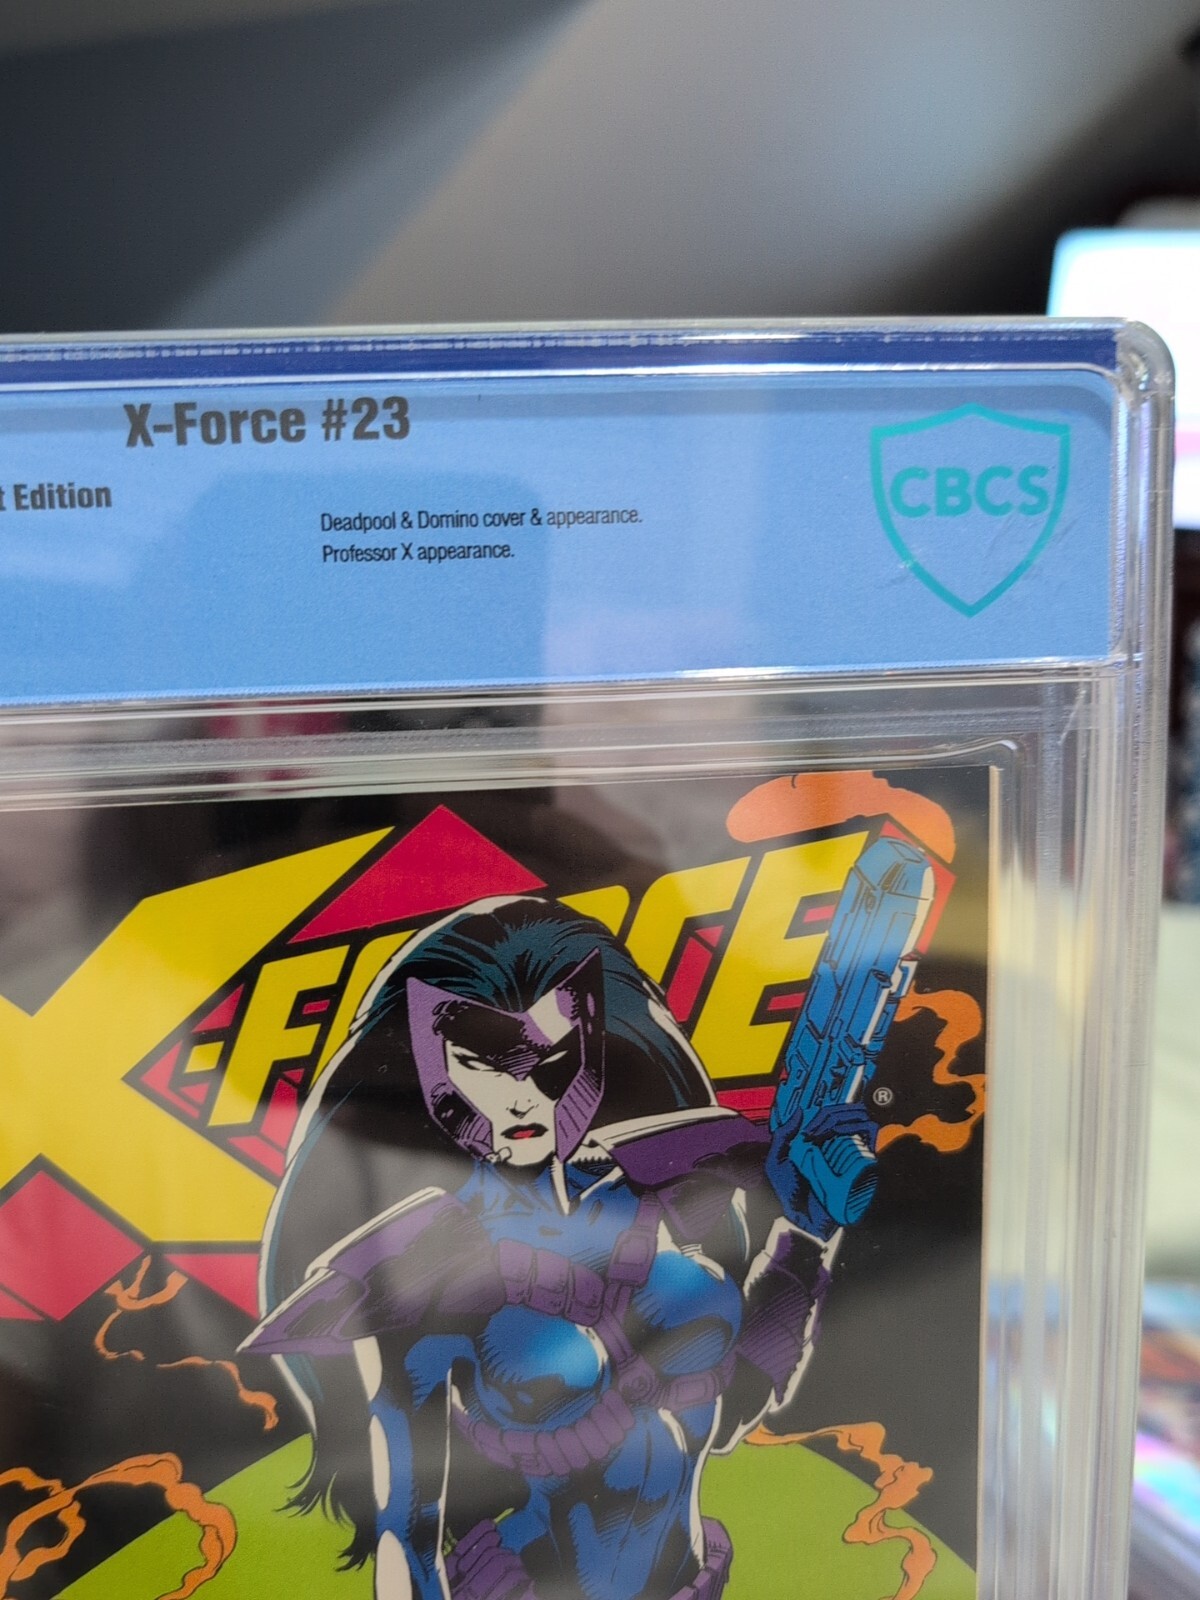 X-Force #23
t Edition
Deadpool & Domino cover & appearance.
Professor X appearance.
CBCS
X-FORCE
®